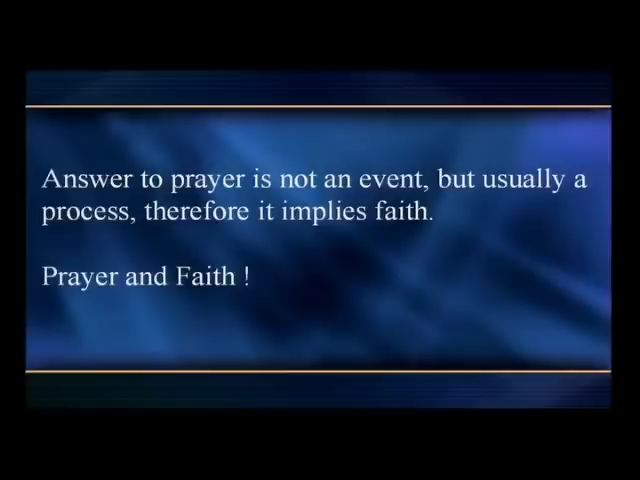 Answer to prayer is not an event, but usually a
process, therefore it implies faith.
Prayer and Faith !